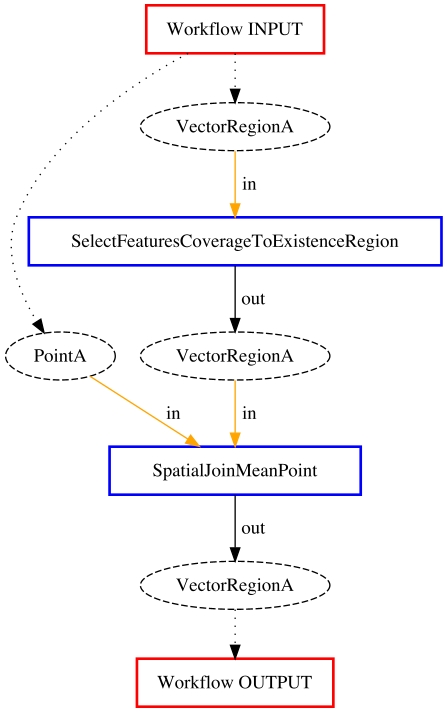 Workflow INPUT
VectorRegionA
in
SelectFeaturesCoverageToExistenceRegion
out
PointA
VectorRegionA
in
in
SpatialJoinMeanPoint
out
VectorRegionA
Workflow OUTPUT